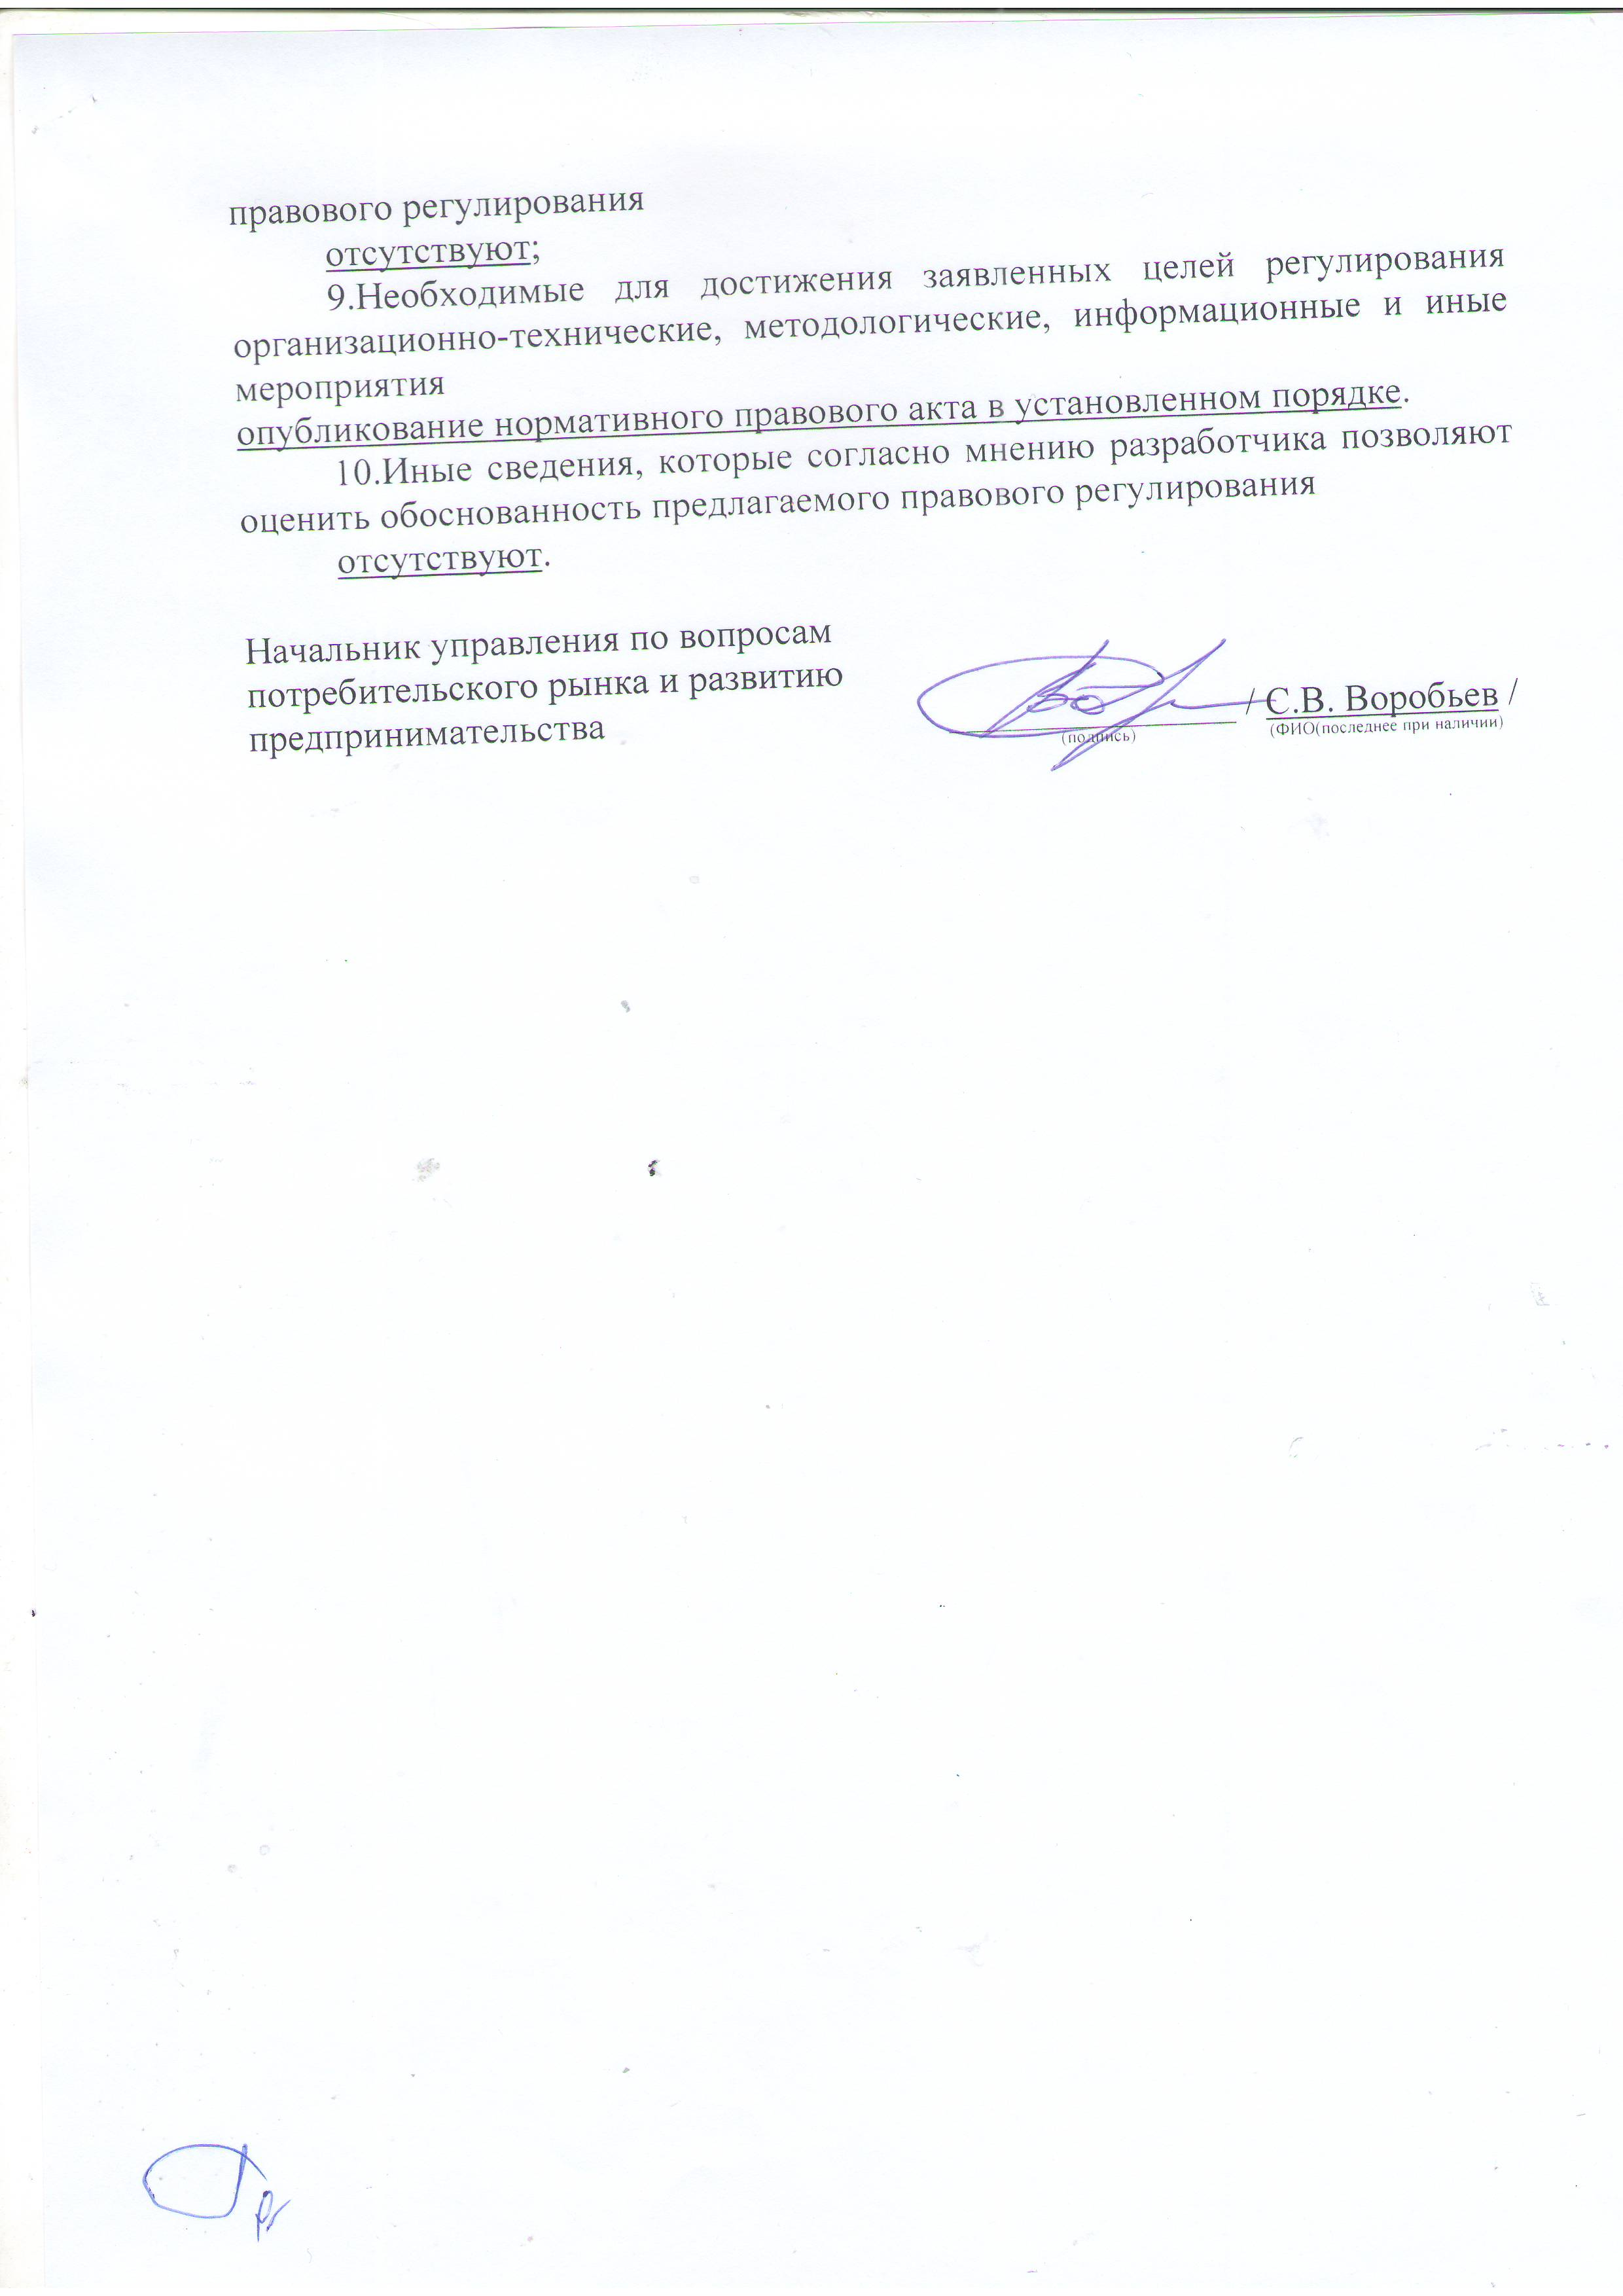 правового регулирования
отсутствуют;
9.Необходимые для достижения заявленных целей регулирования
организационно-технические, методологические, информационные и иные
мероприятия
опубликование нормативного правового акта в установленном порядке.
10.Иные сведения, которые согласно мнению разработчика позволяют
оценить обоснованность предлагаемого правового регулирования
отсутствуют.
Начальник управления по вопросам
потребительского рынка и развитию
предпринимательства
/ С.В. Воробьев /
(подпись) (ФИО(последнее при наличии)